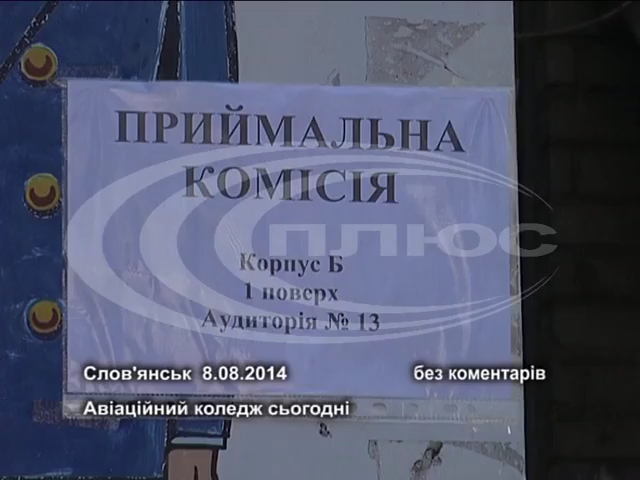 ПРИЙМАЛЬНА
КОМІСІЯ
плюс
Корпус Б
1 поверх
Аудиторія № 13
Слов'янськ 8.08.2014
без коментарів
Авіаційний коледж сьогодні